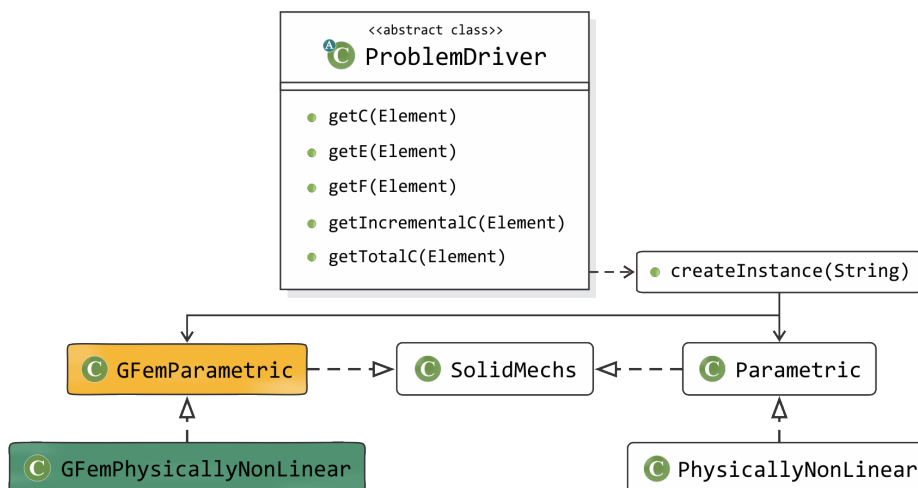 <<abstract class>>
A C ProblemDriver
getC(Element)
getE(Element)
getF(Element)
getIncrementalC(Element)
getTotalC(Element)
createInstance(String)
C GFemParametric
C SolidMechs
C Parametric
C GFemPhysicallyNonLinear
C PhysicallyNonLinear